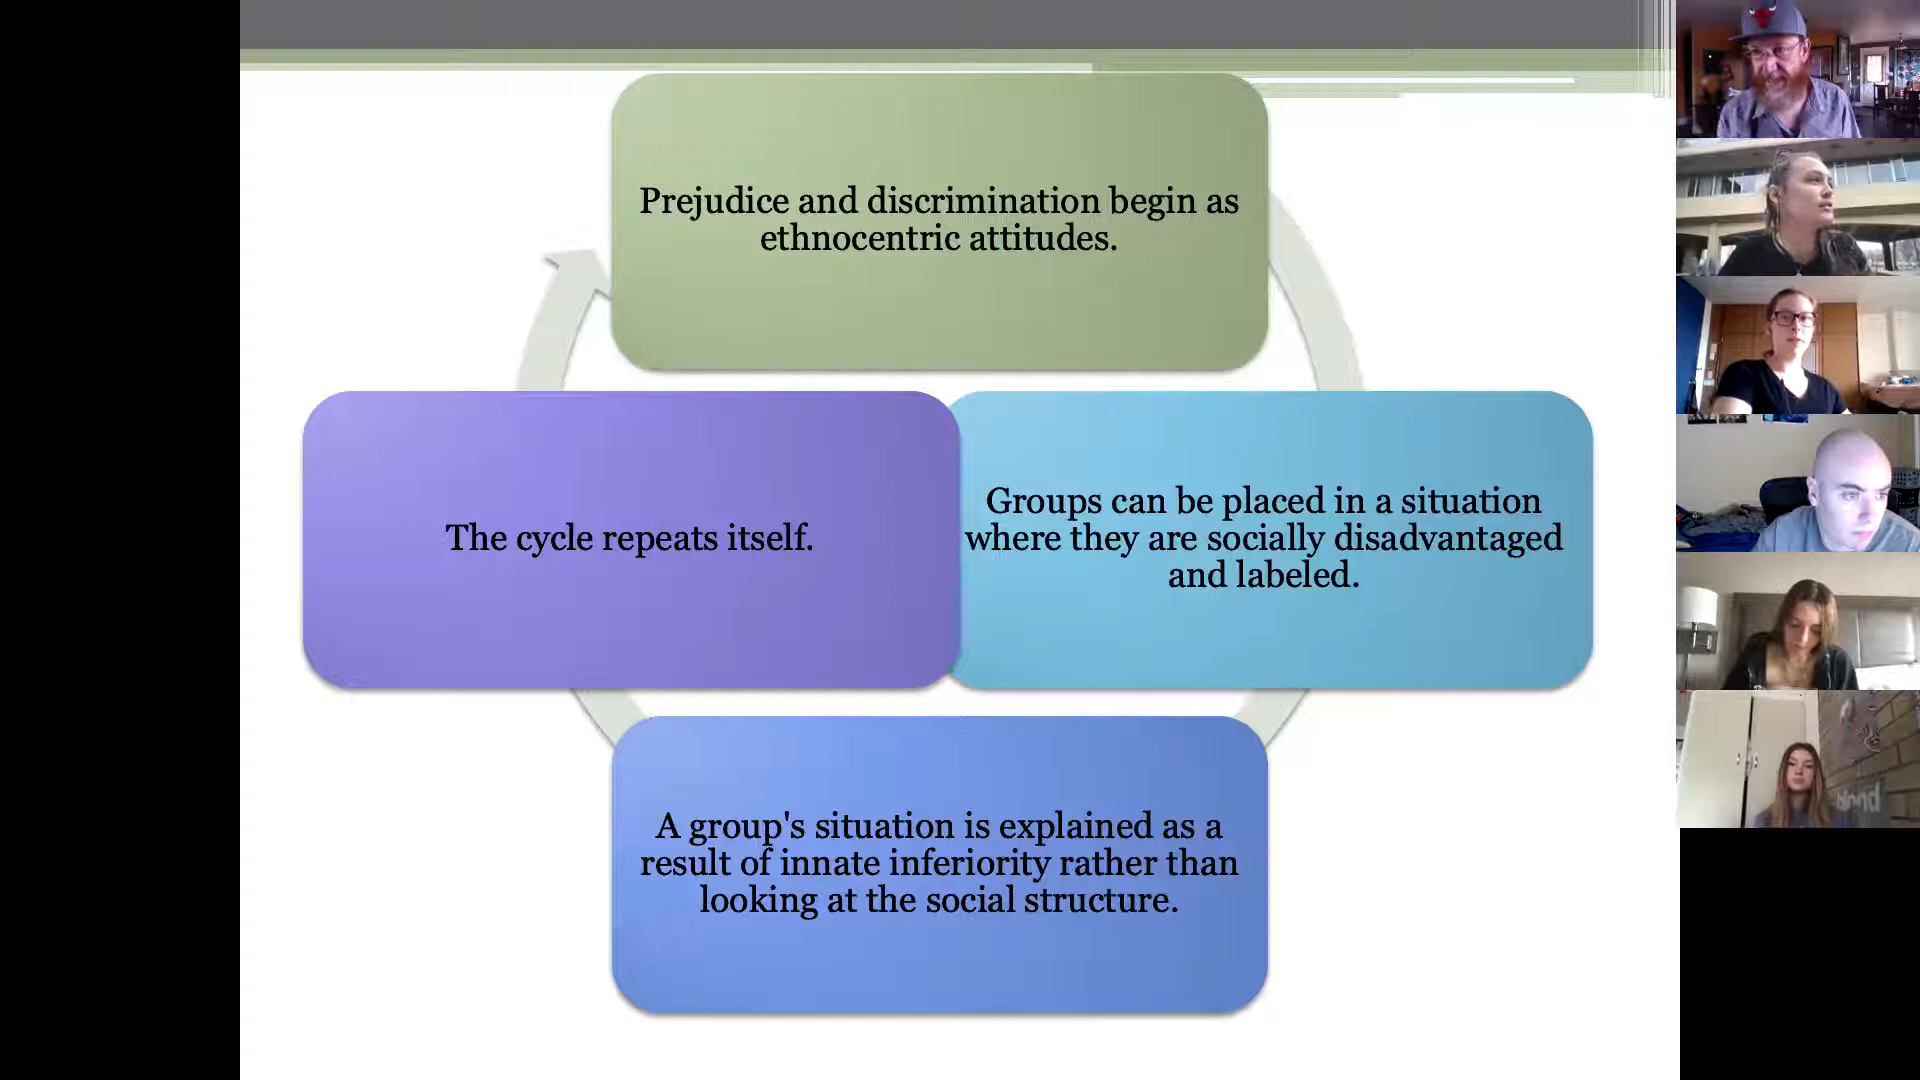 Prejudice and discrimination begin as
ethnocentric attitudes.
Groups can be placed in a situation
where they are socially disadvantaged
and labeled.
A group's situation is explained as a
result of innate inferiority rather than
looking at the social structure.
The cycle repeats itself.